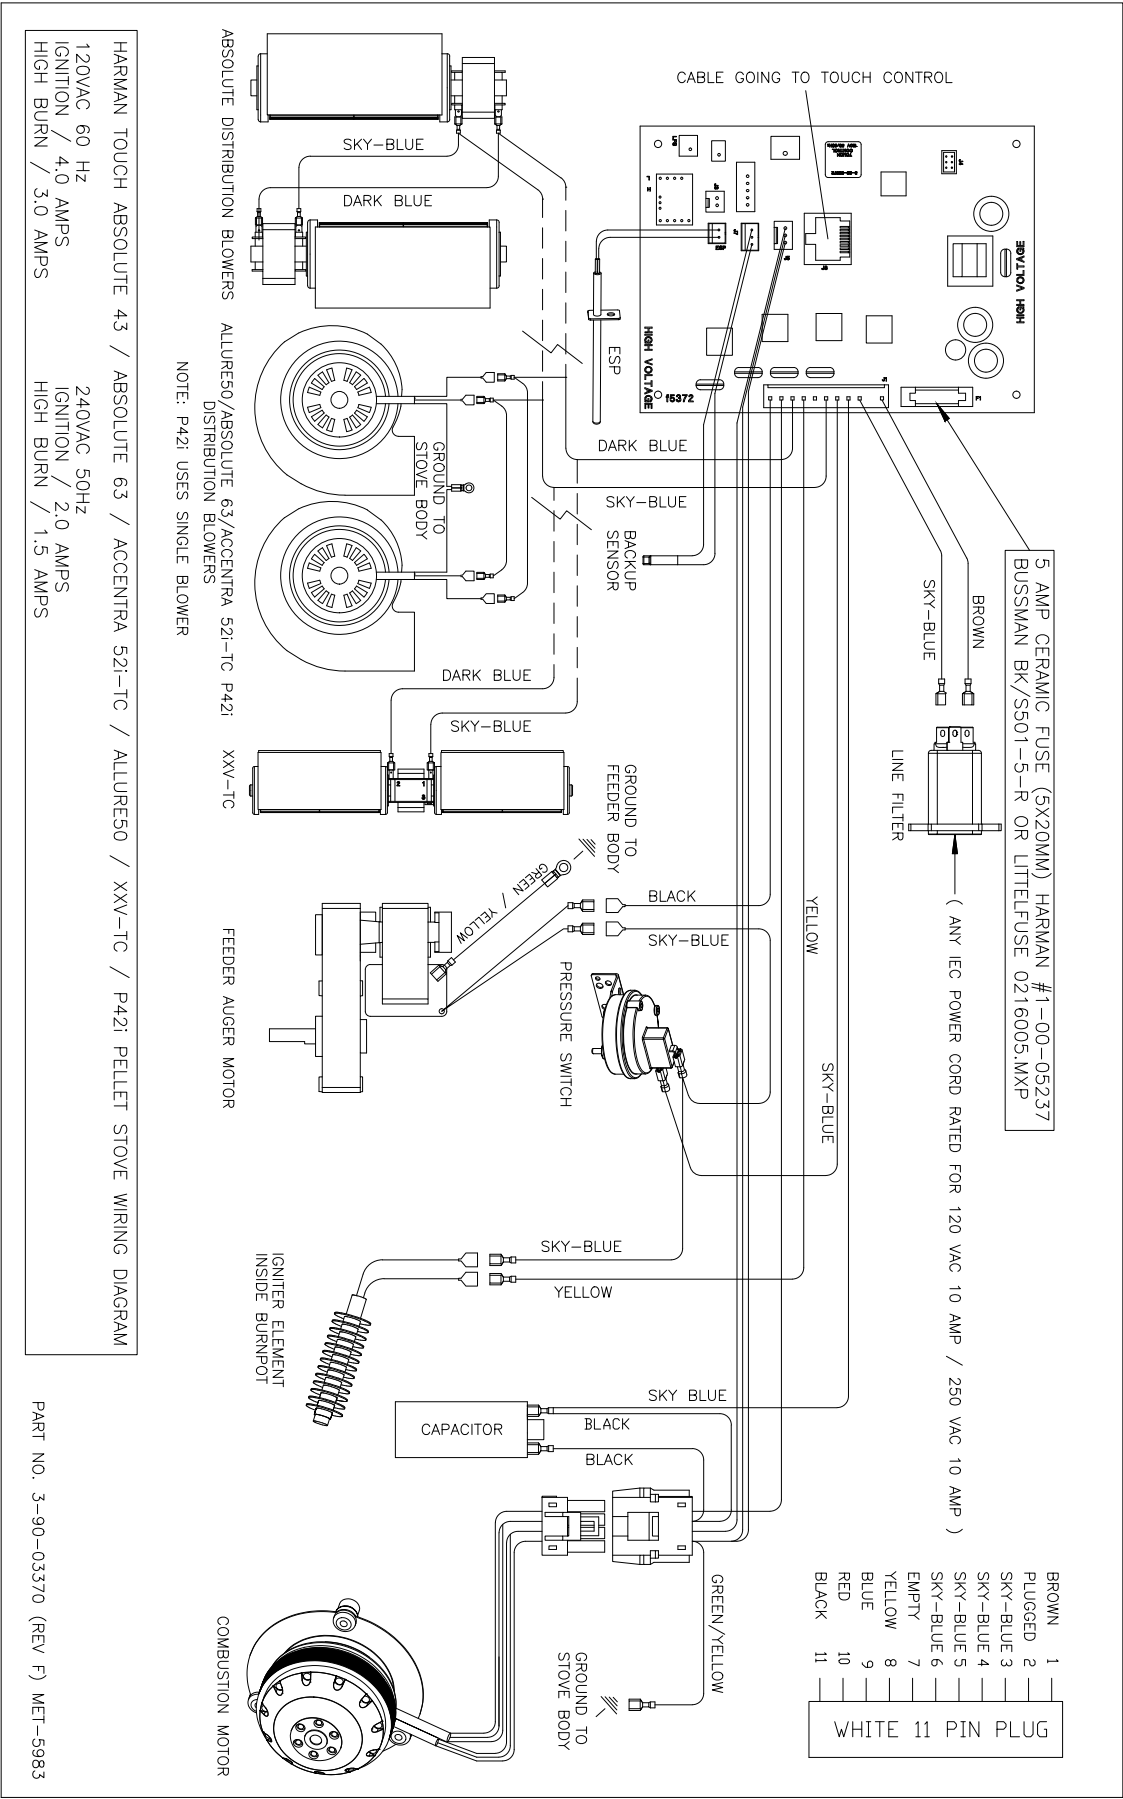 CABLE GOING TO TOUCH CONTROL
J4
HIGH VOLTAGE
HIGH VOLTAGE
L
H
ESP
J1
F1
f5372
ESP
BACKUP
SENSOR
DARK BLUE
SKY-BLUE
BROWN
SKY-BLUE
5 AMP CERAMIC FUSE (5X20MM) HARMAN #1-00-05237
BUSSMAN BK/S501-5-R OR LITTELFUSE 0216005.MXP
LINE FILTER
( ANY IEC POWER CORD RATED FOR 120 VAC 10 AMP / 250 VAC 10 AMP )
BROWN 1
PLUGGED 2
SKY-BLUE 3
SKY-BLUE 4
SKY-BLUE 5
SKY-BLUE 6
EMPTY 7
YELLOW 8
BLUE 9
RED 10
BLACK 11
WHITE 11 PIN PLUG
SKY-BLUE
DARK BLUE
GROUND TO
STOVE BODY
DARK BLUE
SKY-BLUE
2
1
GROUND TO
FEEDER BODY
GREEN / YELLOW
BLACK
SKY-BLUE
YELLOW
SKY-BLUE
PRESSURE SWITCH
SKY-BLUE
YELLOW
IGNITER ELEMENT
INSIDE BURNPOT
SKY BLUE
BLACK
BLACK
CAPACITOR
GREEN/YELLOW
GROUND TO
STOVE BODY
ABSOLUTE DISTRIBUTION BLOWERS
ALLURE50/ABSOLUTE 63/ACCENTRA 52i-TC P42i
DISTRIBUTION BLOWERS
NOTE: P42i USES SINGLE BLOWER
XXV-TC
FEEDER AUGER MOTOR
COMBUSTION MOTOR
HARMAN TOUCH ABSOLUTE 43 / ABSOLUTE 63 / ACCENTRA 52i-TC / ALLURE50 / XXV-TC / P42i PELLET STOVE WIRING DIAGRAM
120VAC 60 Hz
IGNITION / 4.0 AMPS
HIGH BURN / 3.0 AMPS
240VAC 50Hz
IGNITION / 2.0 AMPS
HIGH BURN / 1.5 AMPS
PART NO. 3-90-03370 (REV F) MET-5983